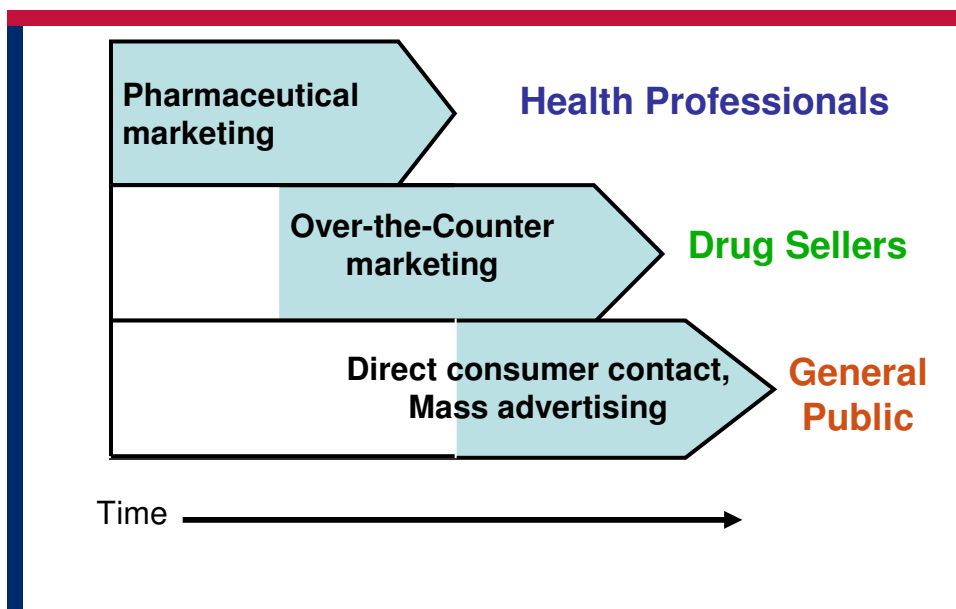 Pharmaceutical
marketing
Health Professionals
Over-the-Counter
marketing
Drug Sellers
Direct consumer contact,
Mass advertising
General
Public
Time